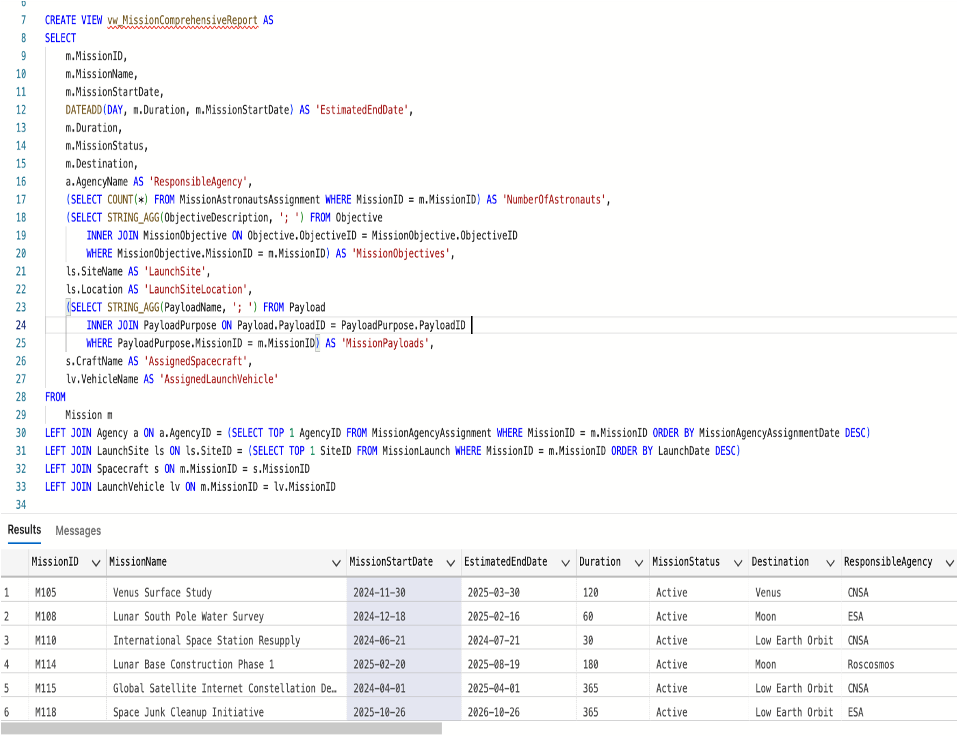 6
7 CREATE VIEW vw_MissionComprehensiveReport AS
8 SELECT
9 m.MissionID,
10 m.MissionName,
11 m.MissionStartDate,
12 DATEADD(DAY, m.Duration, m.MissionStartDate) AS 'EstimatedEndDate',
13 m.Duration,
14 m.MissionStatus,
15 m.Destination,
16 a.AgencyName AS 'ResponsibleAgency',
17 (SELECT COUNT(*) FROM MissionAstronautsAssignment WHERE MissionID = m.MissionID) AS 'NumberOfAstronauts',
18 (SELECT STRING_AGG(ObjectiveDescription, '; ') FROM Objective
19 INNER JOIN MissionObjective ON Objective.ObjectiveID = MissionObjective.ObjectiveID
20 WHERE MissionObjective.MissionID = m.MissionID) AS 'MissionObjectives',
21 ls.SiteName AS 'LaunchSite',
22 ls.Location AS 'LaunchSiteLocation',
23 (SELECT STRING_AGG(PayloadName, '; ') FROM Payload
24 INNER JOIN PayloadPurpose ON Payload.PayloadID = PayloadPurpose.PayloadID
25 WHERE PayloadPurpose.MissionID = m.MissionID) AS 'MissionPayloads',
26 s.CraftName AS 'AssignedSpacecraft',
27 lv.VehicleName AS 'AssignedLaunchVehicle'
28 FROM
29 Mission m
30 LEFT JOIN Agency a ON a.AgencyID = (SELECT TOP 1 AgencyID FROM MissionAgencyAssignment WHERE MissionID = m.MissionID ORDER BY MissionAgencyAssignmentDate DESC)
31 LEFT JOIN LaunchSite ls ON ls.SiteID = (SELECT TOP 1 SiteID FROM MissionLaunch WHERE MissionID = m.MissionID ORDER BY LaunchDate DESC)
32 LEFT JOIN Spacecraft s ON m.MissionID = s.MissionID
33 LEFT JOIN LaunchVehicle lv ON m.MissionID = lv.MissionID
34
Results Messages
MissionID MissionName MissionStartDate EstimatedEndDate Duration MissionStatus Destination ResponsibleAgency
1 M105 Venus Surface Study 2024-11-30 2025-03-30 120 Active Venus CNSA
2 M108 Lunar South Pole Water Survey 2024-12-18 2025-02-16 60 Active Moon ESA
3 M110 International Space Station Resupply 2024-06-21 2024-07-21 30 Active Low Earth Orbit CNSA
4 M114 Lunar Base Construction Phase 1 2025-02-20 2025-08-19 180 Active Moon Roscosmos
5 M115 Global Satellite Internet Constellation De… 2024-04-01 2025-04-01 365 Active Low Earth Orbit CNSA
6 M118 Space Junk Cleanup Initiative 2025-10-26 2026-10-26 365 Active Low Earth Orbit ESA